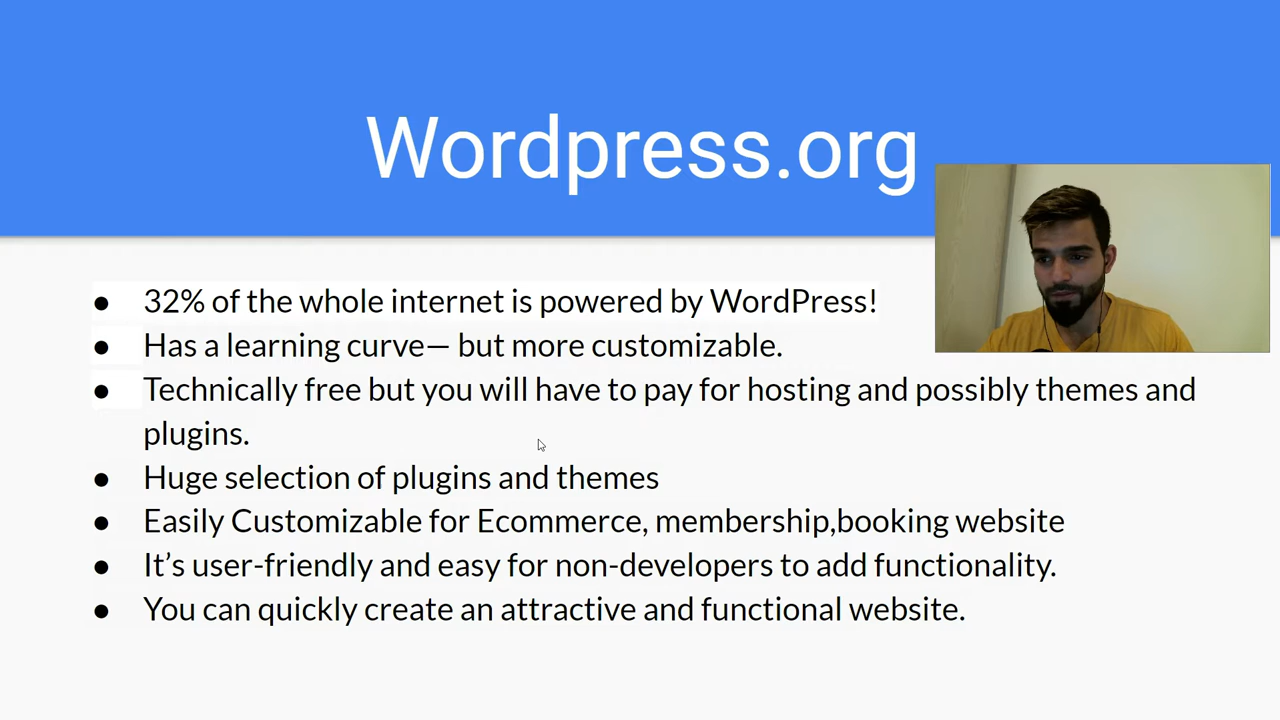 Wordpress.org
● 32% of the whole internet is powered by WordPress!
● Has a learning curve— but more customizable.
● Technically free but you will have to pay for hosting and possibly themes and
plugins.
● Huge selection of plugins and themes
● Easily Customizable for Ecommerce, membership,booking website
● It’s user-friendly and easy for non-developers to add functionality.
● You can quickly create an attractive and functional website.